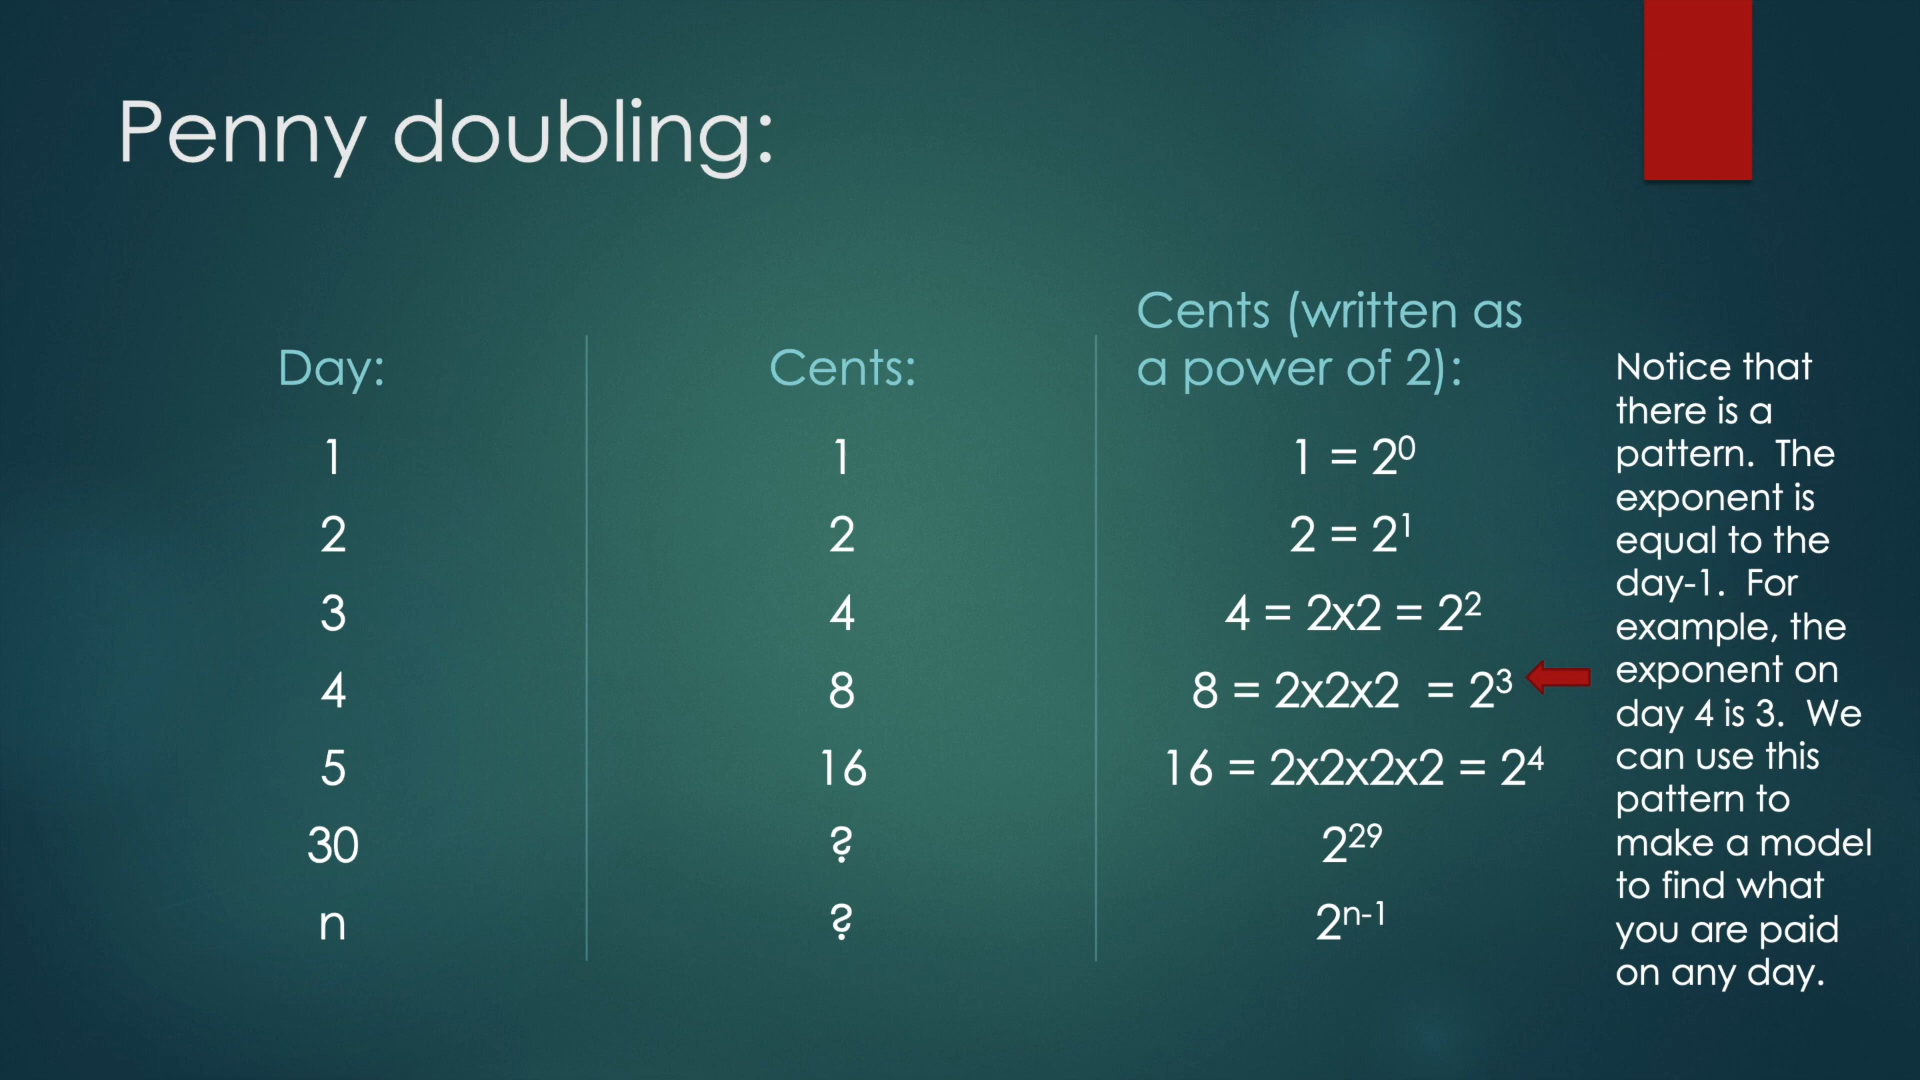 Penny doubling:
Day:
1
2
3
4
5
30
n
Cents:
1
2
4
8
16
?
?
Cents (written as
a power of 2):
1 = 2⁰
2 = 2¹
4 = 2x2 = 2²
8 = 2x2x2 = 2³
16 = 2x2x2x2 = 2⁴
2²⁹
2ⁿ⁻¹
Notice that
there is a
pattern. The
exponent is
equal to the
day-1. For
example, the
exponent on
day 4 is 3. We
can use this
pattern to
make a model
to find what
you are paid
on any day.